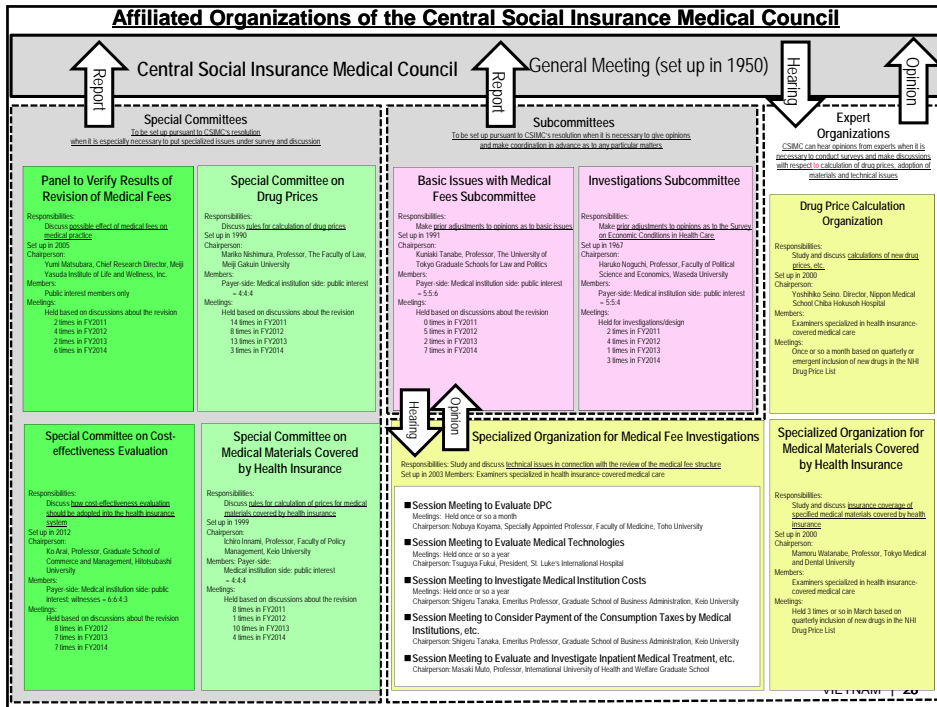 Affiliated Organizations of the Central Social Insurance Medical Council
Central Social Insurance Medical Council
General Meeting (set up in 1950)
Report
Report
Hearing
Opinion
Special Committees
To be set up pursuant to CSIMC's resolution
when it is especially necessary to put specialized issues under survey and discussion
Panel to Verify Results of
Revision of Medical Fees
Responsibilities:
Discuss possible effect of medical fees on
medical practice
Set up in 2005
Chairperson:
Yumi Matsubara, Chief Research Director, Meiji
Yasuda Institute of Life and Wellness, Inc.
Members:
Public interest members only
Meetings:
Held based on discussions about the revision
2 times in FY2011
4 times in FY2012
2 times in FY2013
6 times in FY2014
Special Committee on
Drug Prices
Responsibilities:
Discuss rules for calculation of drug prices
Set up in 1990
Chairperson:
Mariko Nishimura, Professor, The Faculty of Law,
Meiji Gakuin University
Members:
Payer-side: Medical institution side: public interest
= 4:4:4
Meetings:
Held based on discussions about the revision
14 times in FY2011
8 times in FY2012
13 times in FY2013
3 times in FY2014
Special Committee on Cost-
effectiveness Evaluation
Responsibilities:
Discuss how cost-effectiveness evaluation
should be adopted into the health insurance
system
Set up in 2012
Chairperson:
Ko Arai, Professor, Graduate School of
Commerce and Management, Hitotsubashi
University
Members:
Payer-side: Medical institution side: public
interest: witnesses = 6:6:4:3
Meetings:
Held based on discussions about the revision
8 times in FY2012
7 times in FY2013
7 times in FY2014
Special Committee on
Medical Materials Covered
by Health Insurance
Responsibilities:
Discuss rules for calculation of prices for medical
materials covered by health insurance
Set up in 1999
Chairperson:
Ichiro Innami, Professor, Faculty of Policy
Management, Keio University
Members: Payer-side:
Medical institution side: public interest
= 4:4:4
Meetings:
Held based on discussions about the revision
8 times in FY2011
1 times in FY2012
10 times in FY2013
4 times in FY2014
Subcommittees
To be set up pursuant to CSIMC's resolution when it is necessary to give opinions
and make coordination in advance as to any particular matters.
Basic Issues with Medical
Fees Subcommittee
Responsibilities:
Make prior adjustments to opinions as to basic issues
Set up in 1991
Chairperson:
Kuniaki Tanabe, Professor, The University of
Tokyo Graduate Schools for Law and Politics
Members:
Payer-side: Medical institution side: public interest
= 5:5:6
Meetings:
Held based on discussions about the revision
0 times in FY2011
5 times in FY2012
2 times in FY2013
7 times in FY2014
Investigations Subcommittee
Responsibilities:
Make prior adjustments to opinions as to the Survey
on Economic Conditions in Health Care
Set up in 1967
Chairperson:
Haruko Noguchi, Professor, Faculty of Political
Science and Economics, Waseda University
Members:
Payer-side: Medical institution side: public interest
= 5:5:4
Meetings:
Held for investigations/design
2 times in FY2011
4 times in FY2012
1 times in FY2013
3 times in FY2014
Hearing
Opinion
Specialized Organization for Medical Fee Investigations
Responsibilities: Study and discuss technical issues in connection with the review of the medical fee structure
Set up in 2003 Members: Examiners specialized in health insurance-covered medical care
■Session Meeting to Evaluate DPC
Meetings: Held once or so a month
Chairperson: Nobuya Koyama, Specially Appointed Professor, Faculty of Medicine, Toho University
■Session Meeting to Evaluate Medical Technologies
Meetings: Held once or so a year
Chairperson: Tsuguya Fukui, President, St. Luke's International Hospital
■Session Meeting to Investigate Medical Institution Costs
Meetings: Held once or so a year
Chairperson: Shigeru Tanaka, Emeritus Professor, Graduate School of Business Administration, Keio University
■Session Meeting to Consider Payment of the Consumption Taxes by Medical
Institutions, etc.
Chairperson: Shigeru Tanaka, Emeritus Professor, Graduate School of Business Administration, Keio University
■Session Meeting to Evaluate and Investigate Inpatient Medical Treatment, etc.
Chairperson: Masaki Muto, Professor, International University of Health and Welfare Graduate School
Expert
Organizations
CSIMC can hear opinions from experts when it is
necessary to conduct surveys and make discussions
with respect to calculation of drug prices, adoption of
materials and technical issues
Drug Price Calculation
Organization
Responsibilities:
Study and discuss calculations of new drug
prices, etc.
Set up in 2000
Chairperson:
Yoshihiko Seino. Director, Nippon Medical
School Chiba Hokusoh Hospital
Members:
Examiners specialized in health insurance-
covered medical care
Meetings:
Once or so a month based on quarterly or
emergent inclusion of new drugs in the NHI
Drug Price List
Specialized Organization for
Medical Materials Covered
by Health Insurance
Responsibilities:
Study and discuss insurance coverage of
specified medical materials covered by health
insurance
Set up in 2000
Chairperson:
Mamoru Watanabe, Professor, Tokyo Medical
and Dental University
Members:
Examiners specialized in health insurance-
covered medical care
Meetings:
Held 3 times or so in March based on
quarterly inclusion of new drugs in the NHI
Drug Price List
VIETNAM | 28